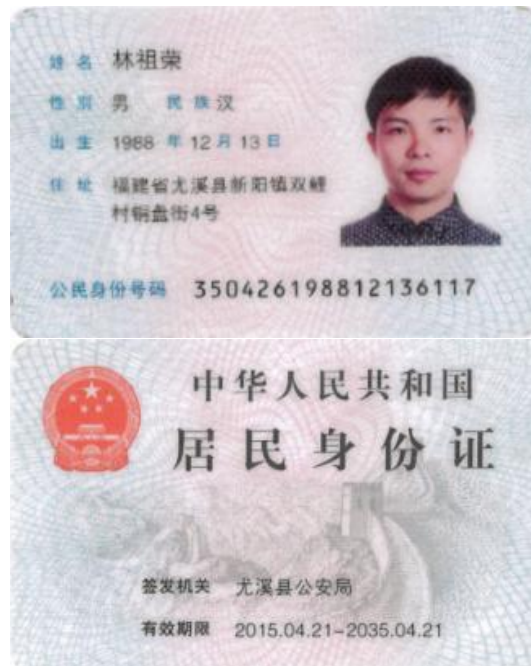 姓名 林祖荣
性别 男 民族 汉
出生 1988 年 12 月 13 日
住址 福建省尤溪县新阳镇双鲤
村铜盘街4号
公民身份号码 350426198812136117
中华人民共和国
居民身份证
签发机关 尤溪县公安局
有效期限 2015.04.21-2035.04.21